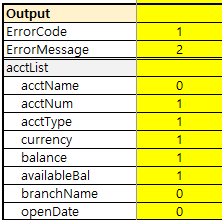 Output
ErrorCode 1
ErrorMessage 2
acctList
acctName 0
acctNum 1
acctType 1
currency 1
balance 1
availableBal 1
branchName 0
openDate 0